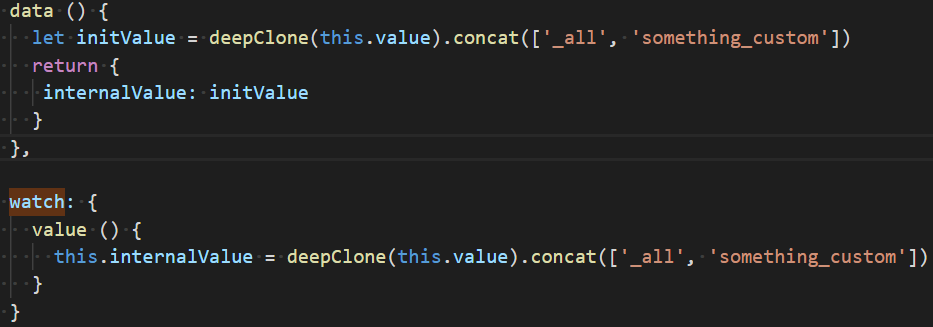 data () {
let initValue = deepClone(this.value).concat(['_all', 'something_custom'])
return {
internalValue: initValue
}
},
watch: {
value () {
this.internalValue = deepClone(this.value).concat(['_all', 'something_custom'])
}
}